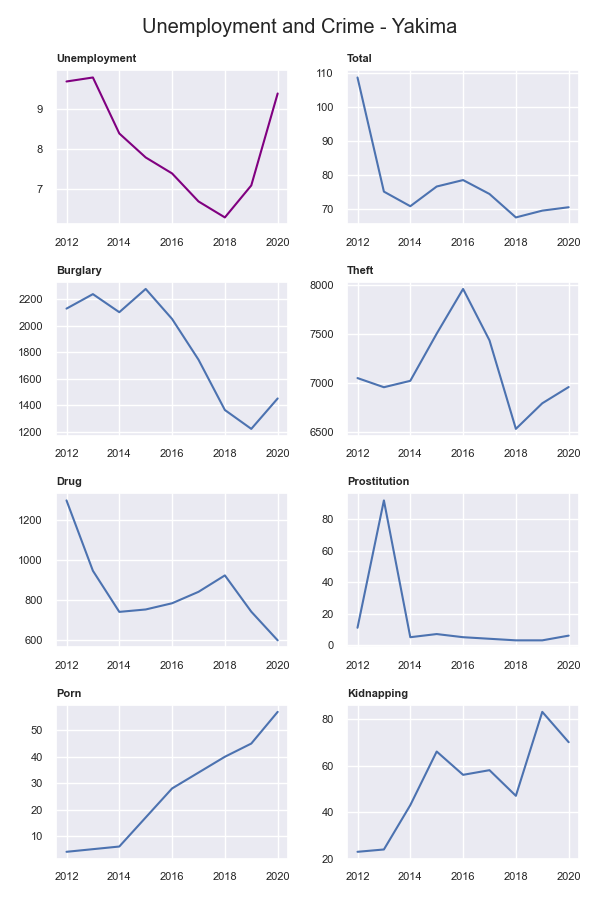 Unemployment and Crime - Yakima
Unemployment
9
8
7
2012 2014 2016 2018 2020
Total
110
100
90
80
70
2012 2014 2016 2018 2020
Burglary
2200
2000
1800
1600
1400
1200
2012 2014 2016 2018 2020
Theft
8000
7500
7000
6500
2012 2014 2016 2018 2020
Drug
1200
1000
800
600
2012 2014 2016 2018 2020
Prostitution
80
60
40
20
0
2012 2014 2016 2018 2020
Porn
50
40
30
20
10
2012 2014 2016 2018 2020
Kidnapping
80
60
40
20
2012 2014 2016 2018 2020